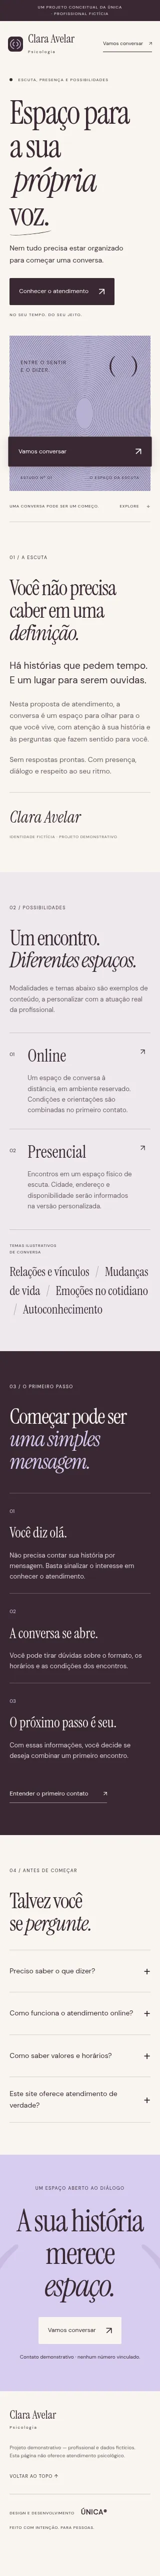 UM PROJETO CONCEITUAL DA ÚNICA
· PROFISSIONAL FICTÍCIA
Clara Avelar
Psicologia
Vamos conversar ↗
ESCUTA, PRESENÇA E POSSIBILIDADES
Espaço para
a sua
própria
voz.
Nem tudo precisa estar organizado
para começar uma conversa.
Conhecer o atendimento ↗
NO SEU TEMPO. DO SEU JEITO.
ENTRE O SENTIR
E O DIZER.
( )
Vamos conversar ↗
ESTUDO Nº 01
O ESPAÇO DA ESCUTA
UMA CONVERSA PODE SER UM COMEÇO.
EXPLORE ↓
01 / A ESCUTA
Você não precisa
caber em uma
definição.
Há histórias que pedem tempo.
E um lugar para serem ouvidas.
Nesta proposta de atendimento, a
conversa é um espaço para olhar para o
que você vive, com atenção à sua história e
às perguntas que fazem sentido para você.
Sem respostas prontas. Com presença,
diálogo e respeito ao seu ritmo.
Clara Avelar
IDENTIDADE FICTÍCIA · PROJETO DEMONSTRATIVO
02 / POSSIBILIDADES
Um encontro.
Diferentes espaços.
Modalidades e temas abaixo são exemplos de
conteúdo, a personalizar com a atuação real
da profissional.
01 Online ↗
Um espaço de conversa à
distância, em ambiente reservado.
Condições e orientações são
combinadas no primeiro contato.
02 Presencial ↗
Encontros em um espaço físico de
escuta. Cidade, endereço e
disponibilidade serão informados
na versão personalizada.
TEMAS ILUSTRATIVOS
DE CONVERSA
Relações e vínculos / Mudanças
de vida / Emoções no cotidiano
/ Autoconhecimento
03 / O PRIMEIRO PASSO
Começar pode ser
uma simples
mensagem.
01
Você diz olá.
Não precisa contar sua história por
mensagem. Basta sinalizar o interesse em
conhecer o atendimento.
02
A conversa se abre.
Você pode tirar dúvidas sobre o formato, os
horários e as condições dos encontros.
03
O próximo passo é seu.
Com essas informações, você decide se
deseja combinar um primeiro encontro.
Entender o primeiro contato ↗
04 / ANTES DE COMEÇAR
Talvez você
se pergunte.
Preciso saber o que dizer? +
Como funciona o atendimento online? +
Como saber valores e horários? +
Este site oferece atendimento de
verdade? +
UM ESPAÇO ABERTO AO DIÁLOGO
A sua história
merece
espaço.
Vamos conversar ↗
Contato demonstrativo · nenhum número vinculado.
Clara Avelar
Psicologia
Projeto demonstrativo — profissional e dados fictícios.
Esta página não oferece atendimento psicológico.
VOLTAR AO TOPO ↑
DESIGN E DESENVOLVIMENTO ÚNICA®
FEITO COM INTENÇÃO, PARA PESSOAS.